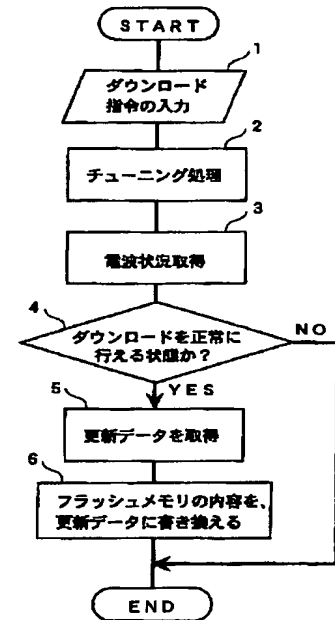 START
1
ダウンロード
指令の入力
2
チューニング処理
3
電波状況取得
4
ダウンロードを正常に
行える状態か?
NO
YES
5
更新データを取得
6
フラッシュメモリの内容を、
更新データに書き換える
END